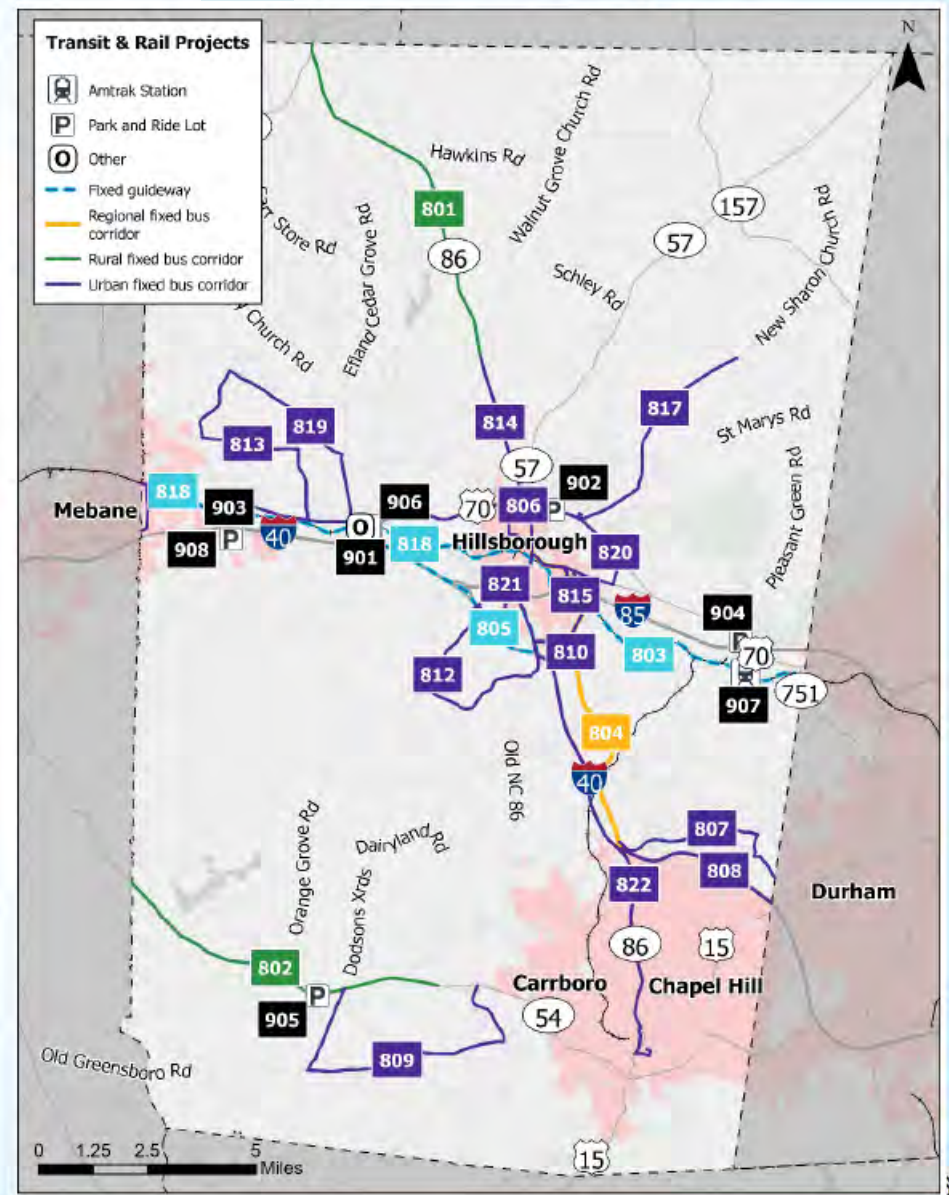 N
Transit & Rail Projects
Amtrak Station
P Park and Ride Lot
O Other
Fixed guideway
Regional fixed bus
corridor
Rural fixed bus corridor
Urban fixed bus corridor
Hawkins Rd
Walnut Grove Church Rd
801
86
157
57
Store Rd
Efland Cedar Grove Rd
Schley Rd
New Sharon Church Rd
Church Rd
819
813
814
817
St Marys Rd
57
Pleasant Green Rd
818
903
906
70
806
902
P
Mebane
908
P
40
O
901
818
Hillsborough
820
821
815
85
904
P
805
810
803
70
812
907
751
804
Old NC 86
40
Orange Grove Rd
Dairyland Rd
Dodsons Xrds
807
808
822
Durham
86
15
802
P
905
Carrboro
Chapel Hill
54
809
Old Greensboro Rd
0 1.25 2.5 5
Miles
15